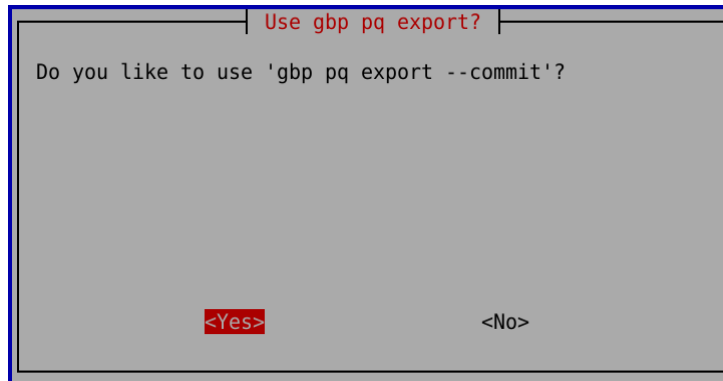 Use gbp pq export?
Do you like to use 'gbp pq export --commit'?
<Yes> <No>